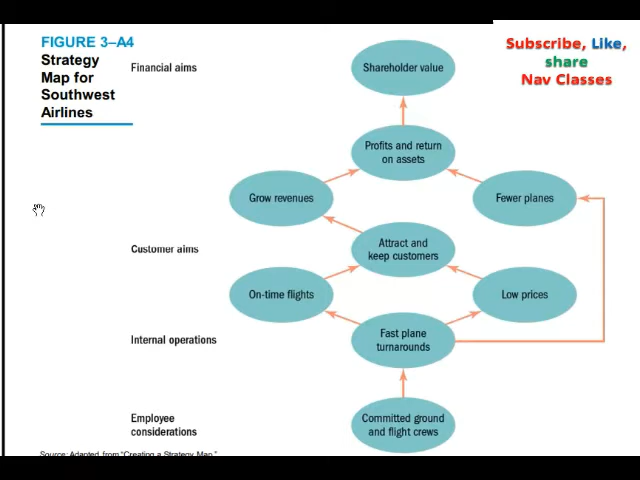 FIGURE 3–A4
Strategy
Map for
Southwest
Airlines
Subscribe, Like,
share
Nav Classes
Financial aims
Shareholder value
Profits and return
on assets
Grow revenues
Fewer planes
Customer aims
Attract and
keep customers
On-time flights
Low prices
Internal operations
Fast plane
turnarounds
Employee
considerations
Committed ground
and flight crews
Source: Adapted from “Creating a Strategy Map,”